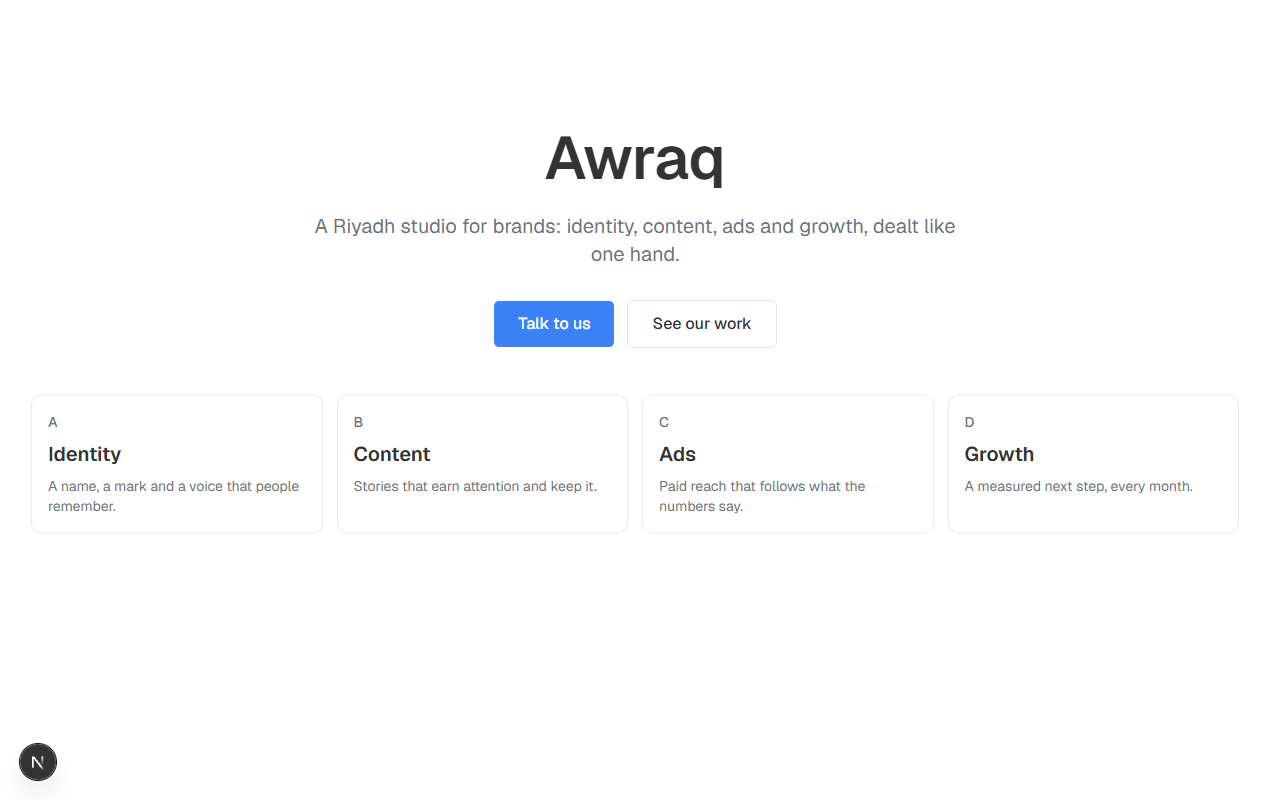 Awraq
A Riyadh studio for brands: identity, content, ads and growth, dealt like
one hand.
Talk to us
See our work
A
Identity
A name, a mark and a voice that people
remember.
B
Content
Stories that earn attention and keep it.
C
Ads
Paid reach that follows what the
numbers say.
D
Growth
A measured next step, every month.
N